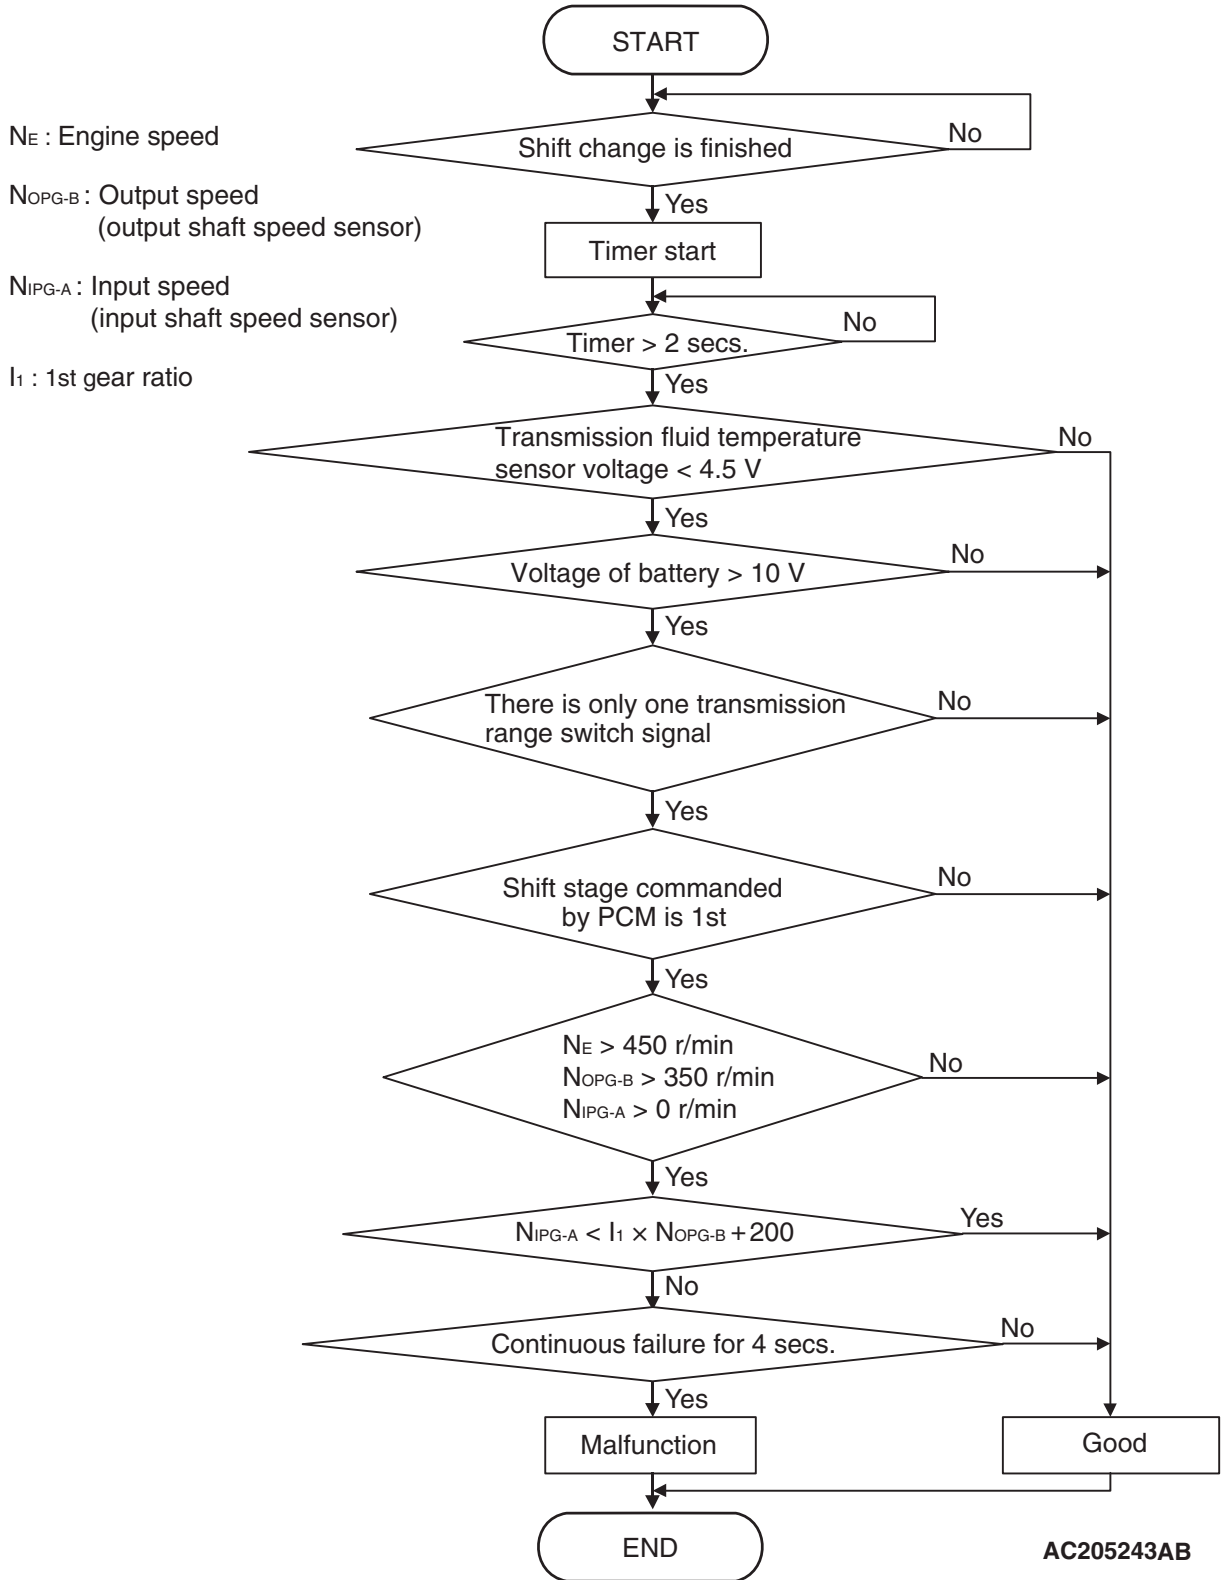 START
Shift change is finished
No
Yes
NE : Engine speed
NOPG-B : Output speed
(output shaft speed sensor)
NIPG-A : Input speed
(input shaft speed sensor)
I1 : 1st gear ratio
Timer start
Timer > 2 secs.
No
Yes
Transmission fluid temperature
sensor voltage < 4.5 V
No
Yes
Voltage of battery > 10 V
No
Yes
There is only one transmission
range switch signal
No
Yes
Shift stage commanded
by PCM is 1st
No
Yes
NE > 450 r/min
NOPG-B > 350 r/min
NIPG-A > 0 r/min
No
Yes
NIPG-A < I1 × NOPG-B +200
Yes
No
Continuous failure for 4 secs.
No
Yes
Malfunction
Good
END
AC205243AB